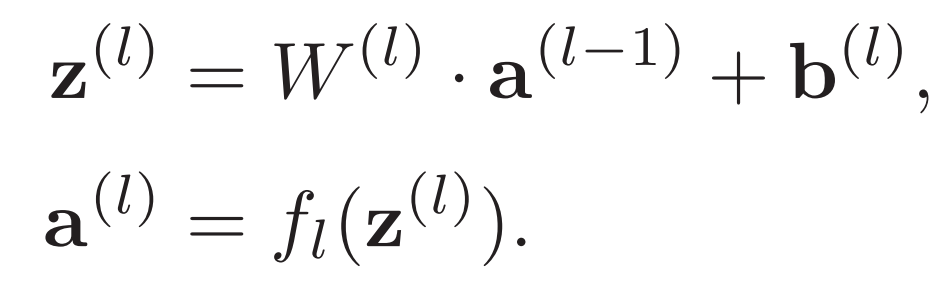 𝐳^{(l)} = W^{(l)} · 𝐚^{(l−1)} + 𝐛^{(l)},
𝐚^{(l)} = f_l(𝐳^{(l)}).